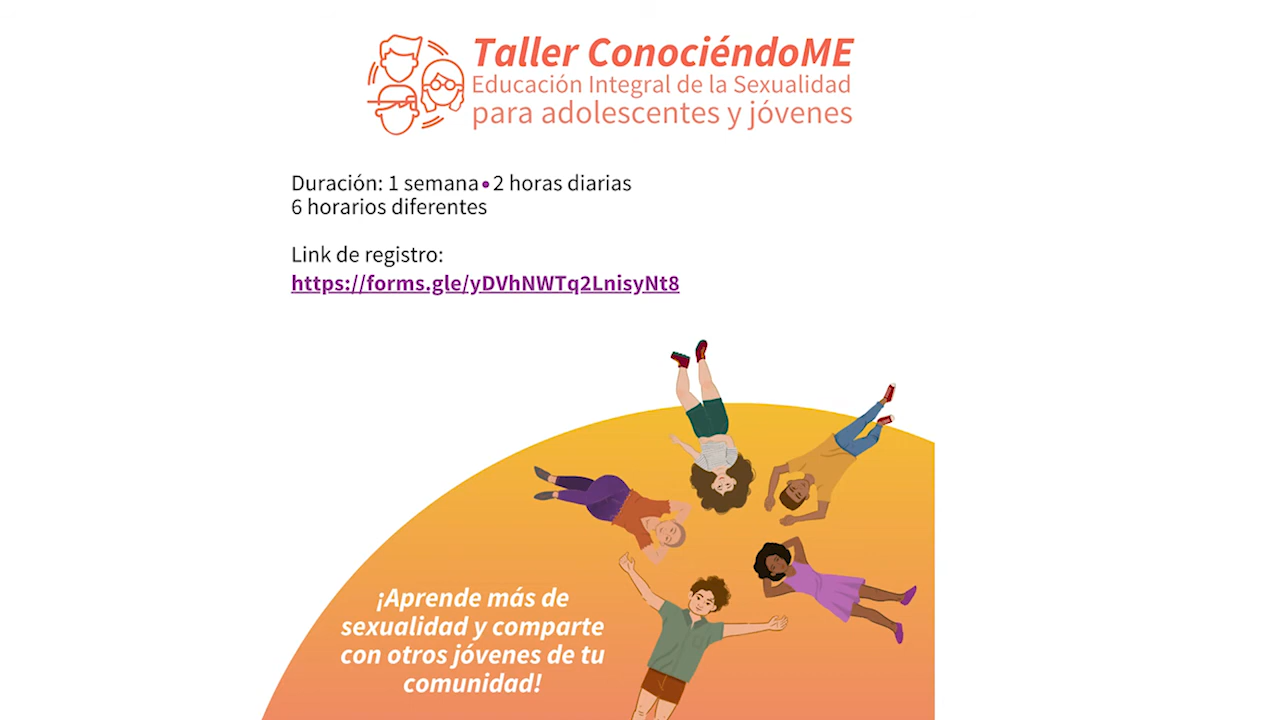 Taller ConociéndoME
Educación Integral de la Sexualidad
para adolescentes y jóvenes
Duración: 1 semana • 2 horas diarias
6 horarios diferentes
Link de registro:
https://forms.gle/yDVhNWTq2LnisyNt8
¡Aprende más de
sexualidad y comparte
con otros jóvenes de tu
comunidad!